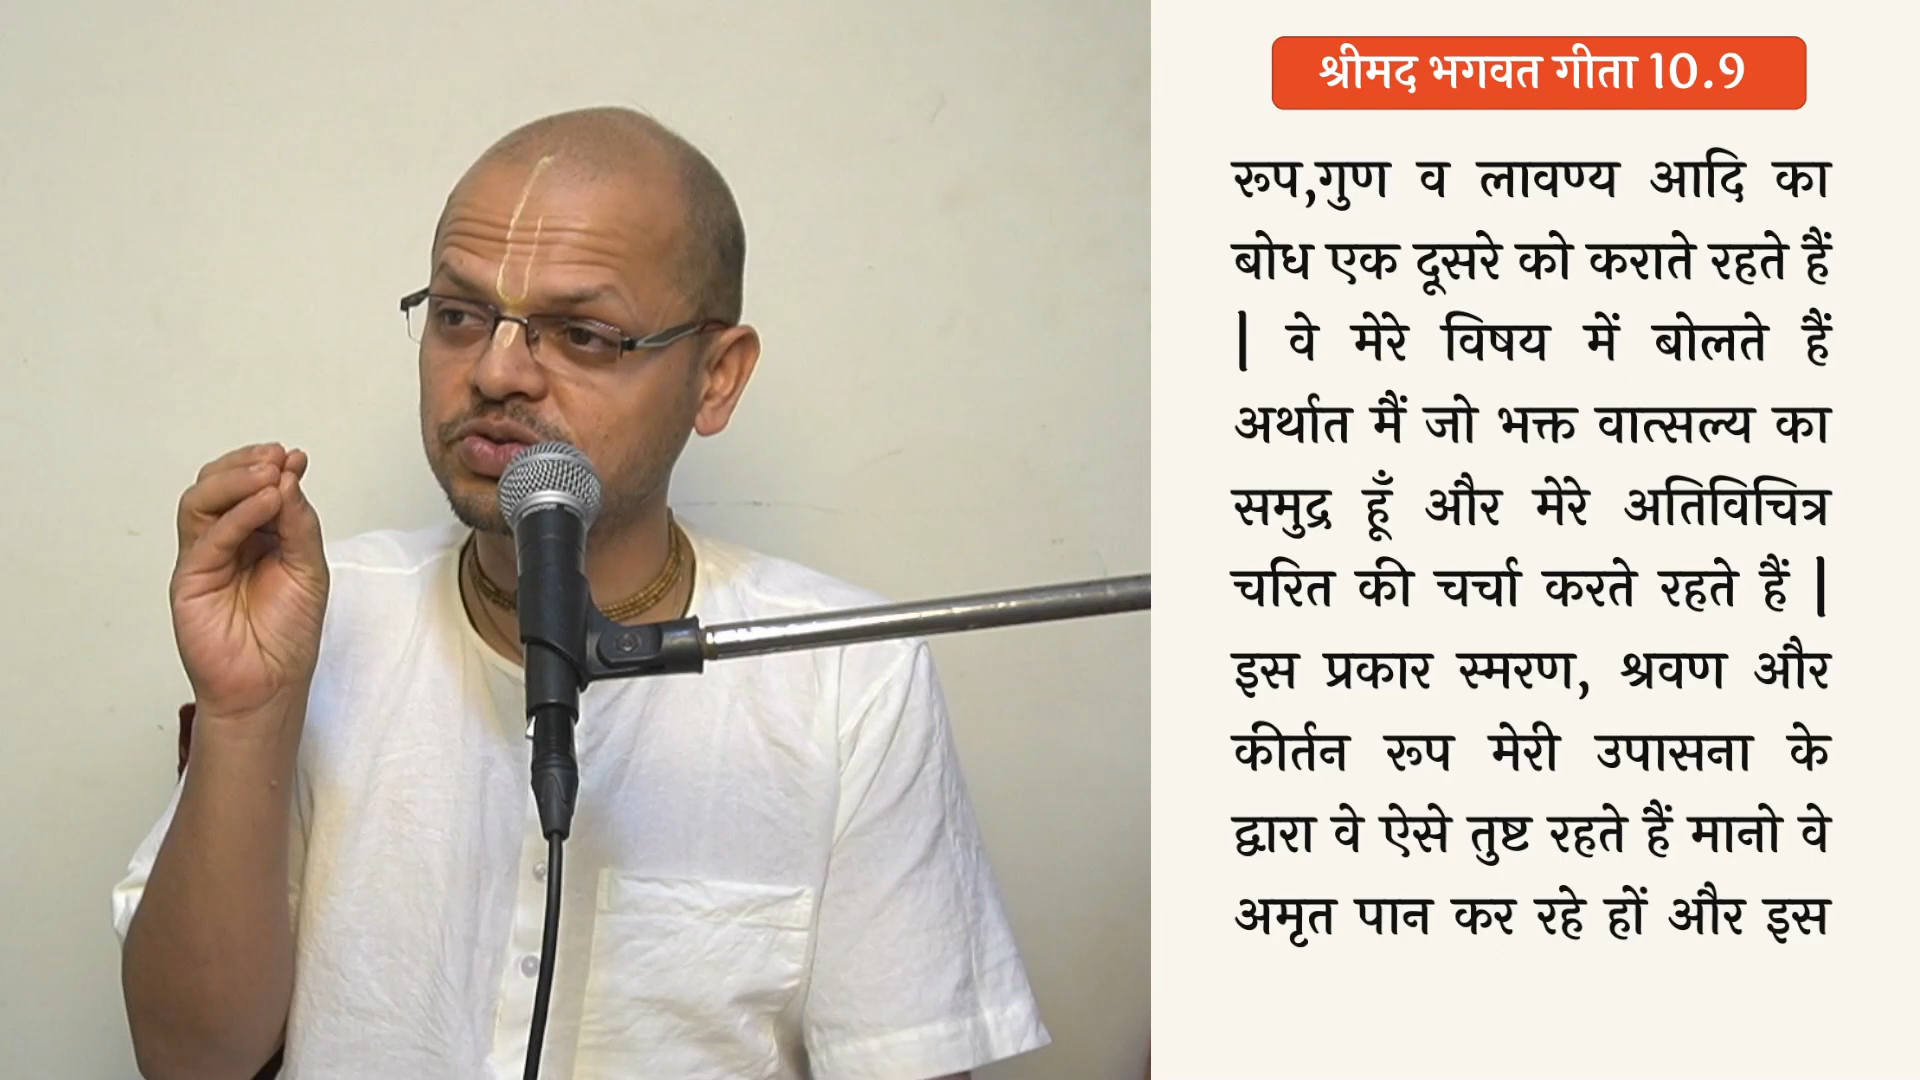 श्रीमद भगवत गीता 10.9
रूप,गुण व लावण्य आदि का
बोध एक दूसरे को कराते रहते हैं
| वे मेरे विषय में बोलते हैं
अर्थात मैं जो भक्त वात्सल्य का
समुद्र हूँ और मेरे अतिविचित्र
चरित की चर्चा करते रहते हैं |
इस प्रकार स्मरण, श्रवण और
कीर्तन रूप मेरी उपासना के
द्वारा वे ऐसे तुष्ट रहते हैं मानो वे
अमृत पान कर रहे हों और इस